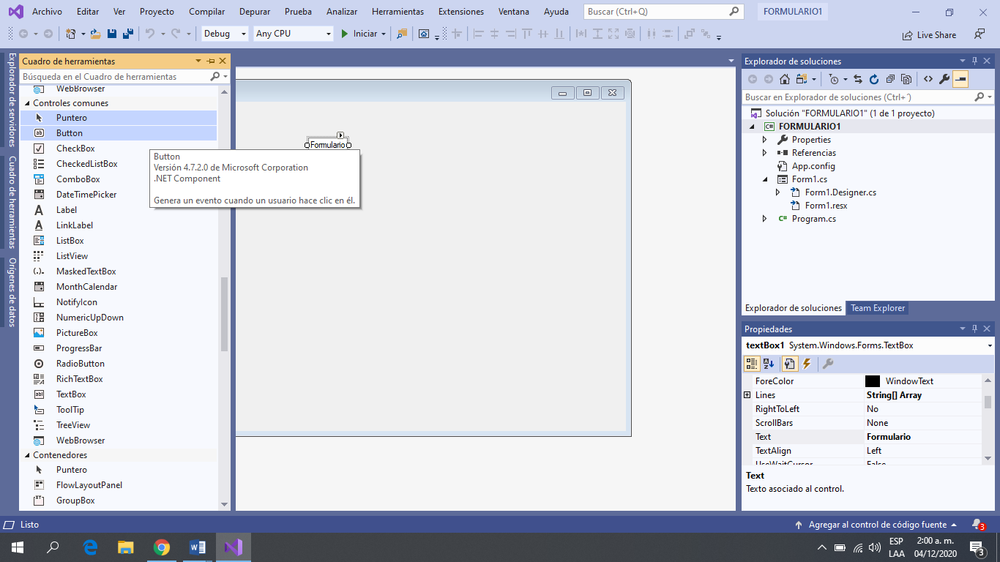 Archivo Editar Ver Proyecto Compilar Depurar Prueba Analizar Herramientas Extensiones Ventana Ayuda Buscar (Ctrl+Q) FORMULARIO1
Debug Any CPU Iniciar Live Share
Explorador de servidores
Cuadro de herramientas
Orígenes de datos
Cuadro de herramientas
Búsqueda en el Cuadro de herramientas
WebBrowser
Controles comunes
Puntero
Button
CheckBox
CheckedListBox
ComboBox
DateTimePicker
Label
LinkLabel
ListBox
ListView
MaskedTextBox
MonthCalendar
NotifyIcon
NumericUpDown
PictureBox
ProgressBar
RadioButton
RichTextBox
TextBox
ToolTip
TreeView
WebBrowser
Contenedores
Puntero
FlowLayoutPanel
GroupBox
Formulario
Button
Versión 4.7.2.0 de Microsoft Corporation
.NET Component
Genera un evento cuando un usuario hace clic en él.
Explorador de soluciones
Buscar en Explorador de soluciones (Ctrl+´)
Solución "FORMULARIO1" (1 de 1 proyecto)
FORMULARIO1
Properties
Referencias
App.config
Form1.cs
Form1.Designer.cs
Form1.resx
Program.cs
Explorador de soluciones Team Explorer
Propiedades
textBox1 System.Windows.Forms.TextBox
ForeColor WindowText
Lines String[] Array
RightToLeft No
ScrollBars None
Text Formulario
TextAlign Left
UseWaitCursor False
Text
Texto asociado al control.
Listo Agregar al control de código fuente 3
ESP 2:00 a. m.
LAA 04/12/2020 3